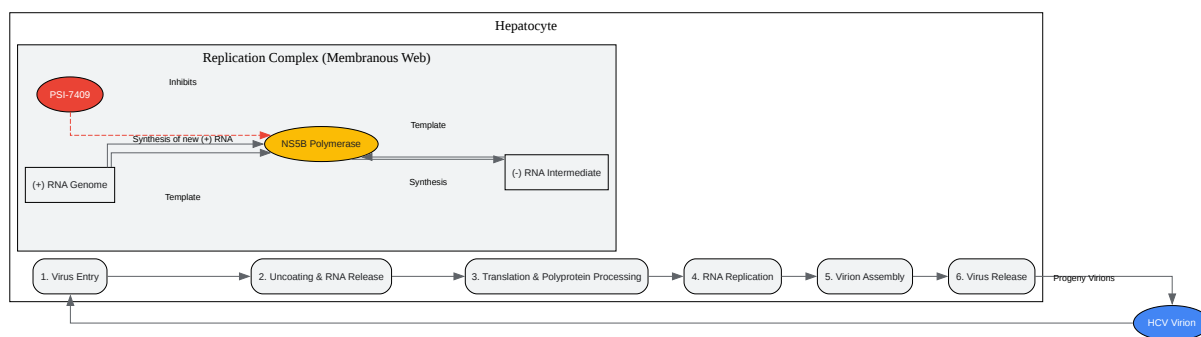 Hepatocyte
Replication Complex (Membranous Web)
Inhibits
PSI-7409
Template
Synthesis of new (+) RNA
NS5B Polymerase
(+) RNA Genome
(-) RNA Intermediate
Synthesis
Template
1. Virus Entry
2. Uncoating & RNA Release
3. Translation & Polyprotein Processing
4. RNA Replication
5. Virion Assembly
6. Virus Release
Progeny Virions
HCV Virion